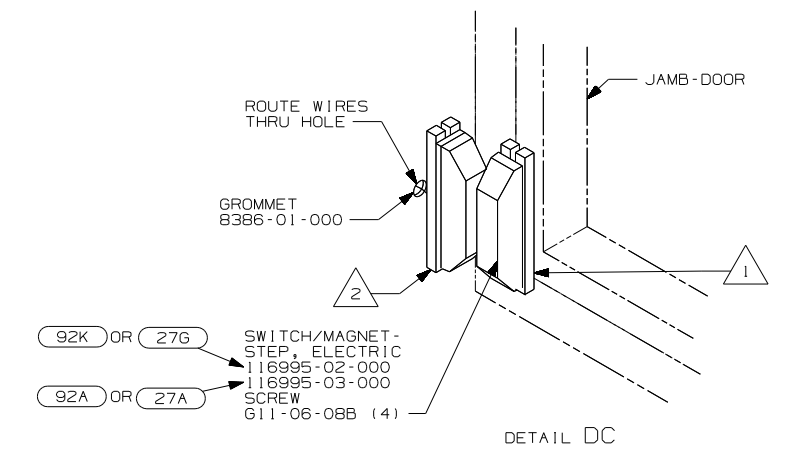 JAMB-DOOR
ROUTE WIRES
THRU HOLE
GROMMET
8386-01-000
1
2
92K OR 27G
92A OR 27A
SWITCH/MAGNET-
STEP, ELECTRIC
116995-02-000
116995-03-000
SCREW
G11-06-08B (4)
DETAIL DC